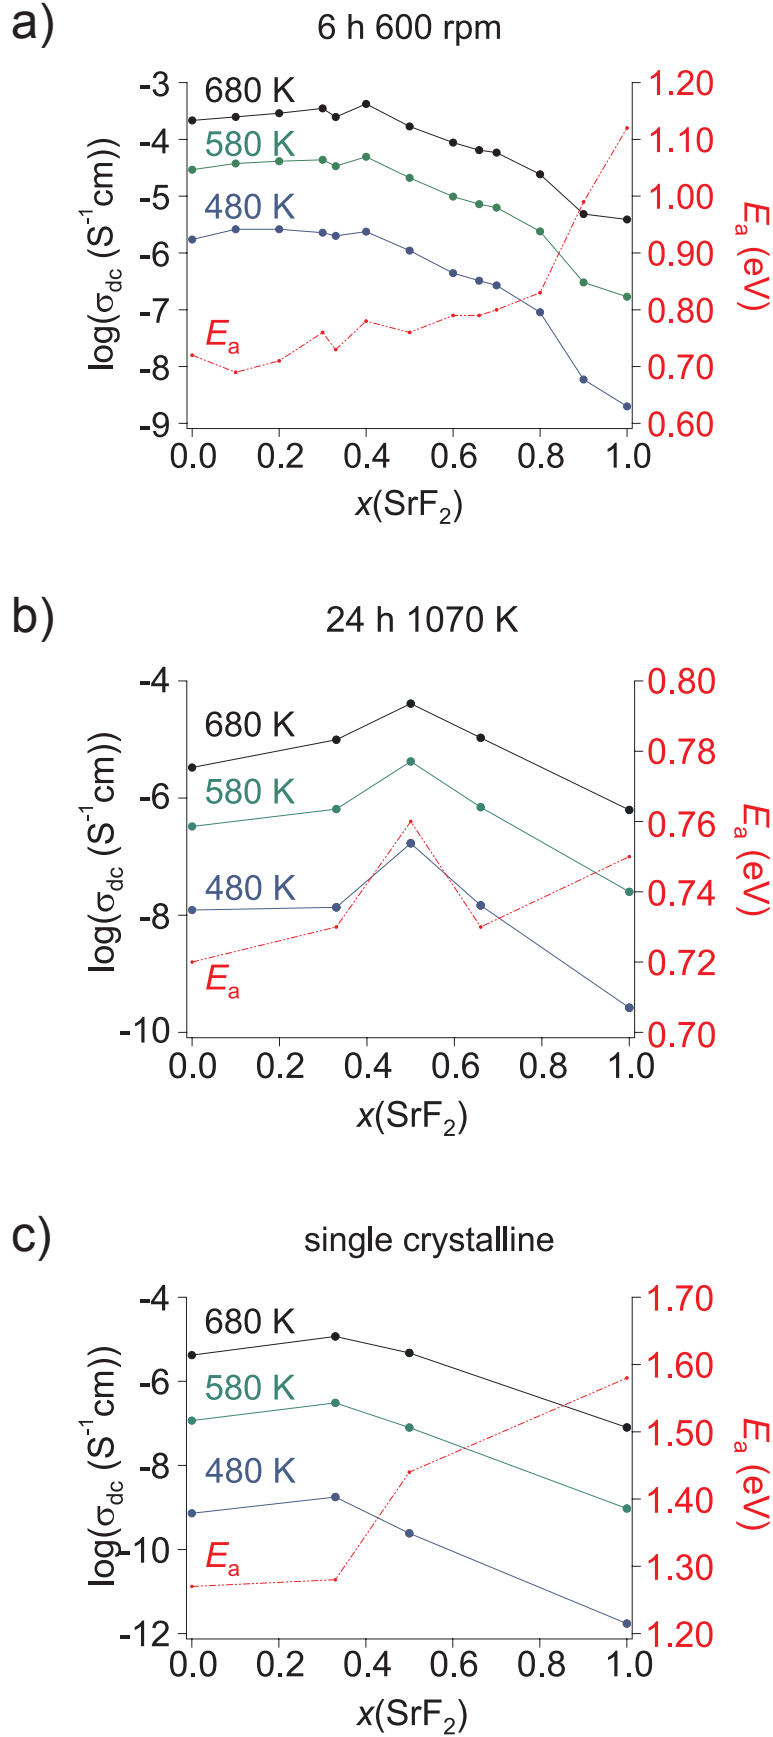 a)
6 h 600 rpm
-3
-4
-5
-6
-7
-8
-9
log(σdc (S⁻¹cm))
680 K
580 K
480 K
Ea
1.20
1.10
1.00
0.90
0.80
0.70
0.60
Ea (eV)
0.0 0.2 0.4 0.6 0.8 1.0
x(SrF₂)
b)
24 h 1070 K
-4
-6
-8
-10
log(σdc (S⁻¹cm))
680 K
580 K
480 K
Ea
0.80
0.78
0.76
0.74
0.72
0.70
Ea (eV)
0.0 0.2 0.4 0.6 0.8 1.0
x(SrF₂)
c)
single crystalline
-4
-6
-8
-10
-12
log(σdc (S⁻¹cm))
680 K
580 K
480 K
Ea
1.70
1.60
1.50
1.40
1.30
1.20
Ea (eV)
0.0 0.2 0.4 0.6 0.8 1.0
x(SrF₂)